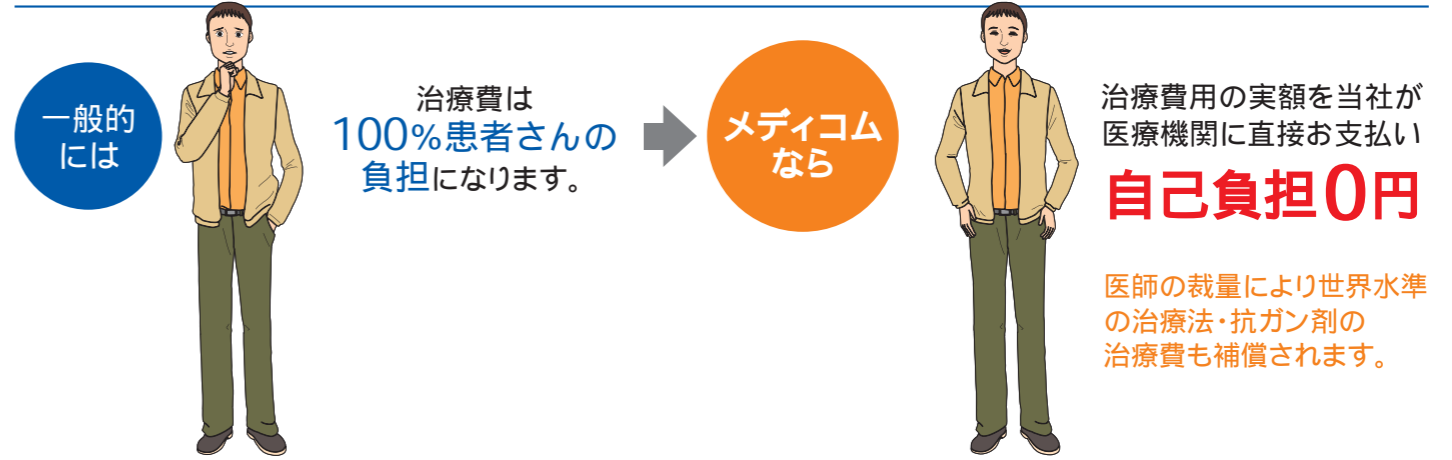 一般的
には
治療費は
100%患者さんの
負担になります。
メディコム
なら
治療費用の実額を当社が
医療機関に直接お支払い
自己負担0円
医師の裁量により世界水準
の治療法・抗ガン剤の
治療費も補償されます。